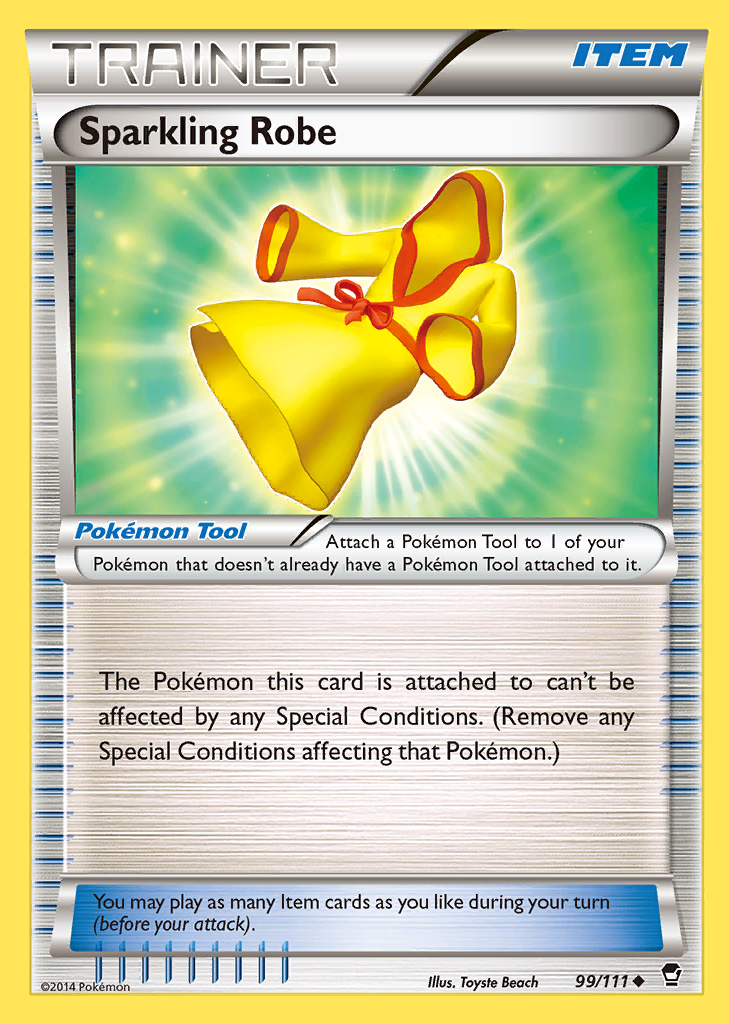 TRAINER
ITEM
Sparkling Robe
Pokémon Tool
Attach a Pokémon Tool to 1 of your
Pokémon that doesn't already have a Pokémon Tool attached to it.
The Pokémon this card is attached to can't be
affected by any Special Conditions. (Remove any
Special Conditions affecting that Pokémon.)
You may play as many Item cards as you like during your turn
(before your attack).
©2014 Pokémon
Illus. Toyste Beach
99/111